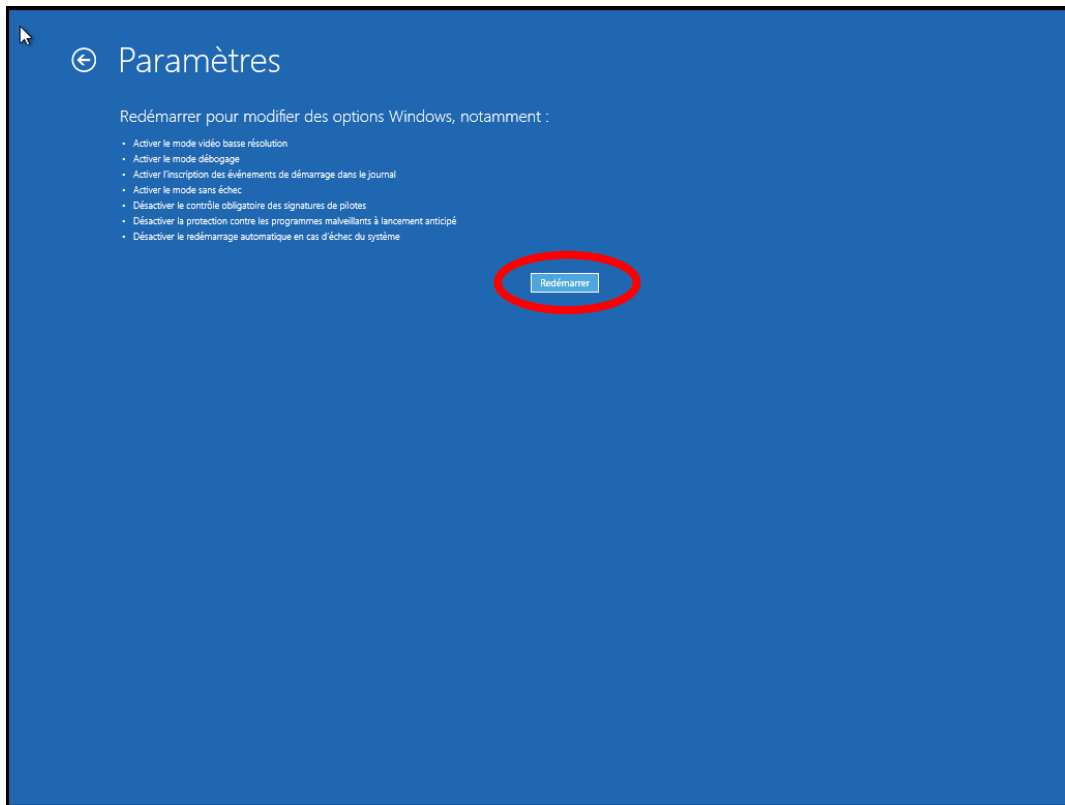 Paramètres
Redémarrer pour modifier des options Windows, notamment :
• Activer le mode vidéo basse résolution
• Activer le mode débogage
• Activer l'inscription des événements de démarrage dans le journal
• Activer le mode sans échec
• Désactiver le contrôle obligatoire des signatures de pilotes
• Désactiver la protection contre les programmes malveillants à lancement anticipé
• Désactiver le redémarrage automatique en cas d'échec du système
Redémarrer